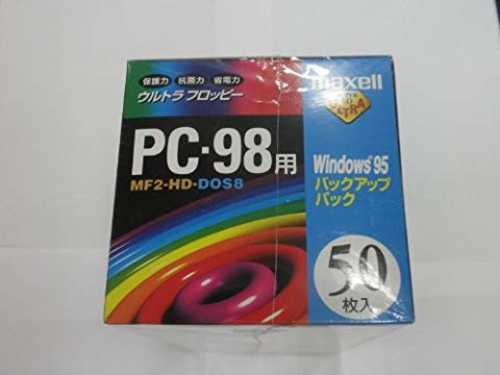 保護力 抗菌力 省電力
ウルトラ フロッピー
PC·98用
MF2-HD-DOS8
maxell
ULTRA
Windows 95
バックアップ
パック
50
枚入